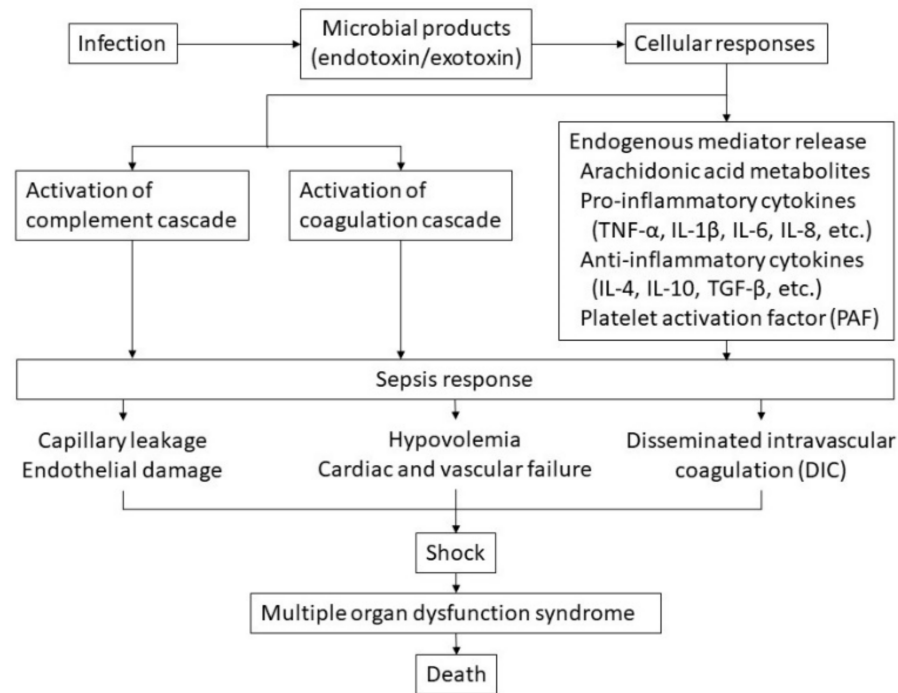 Infection
Microbial products
(endotoxin/exotoxin)
Cellular responses
Activation of
complement cascade
Activation of
coagulation cascade
Endogenous mediator release
Arachidonic acid metabolites
Pro-inflammatory cytokines
(TNF-α, IL-1β, IL-6, IL-8, etc.)
Anti-inflammatory cytokines
(IL-4, IL-10, TGF-β, etc.)
Platelet activation factor (PAF)
Sepsis response
Capillary leakage
Endothelial damage
Hypovolemia
Cardiac and vascular failure
Disseminated intravascular
coagulation (DIC)
Shock
Multiple organ dysfunction syndrome
Death